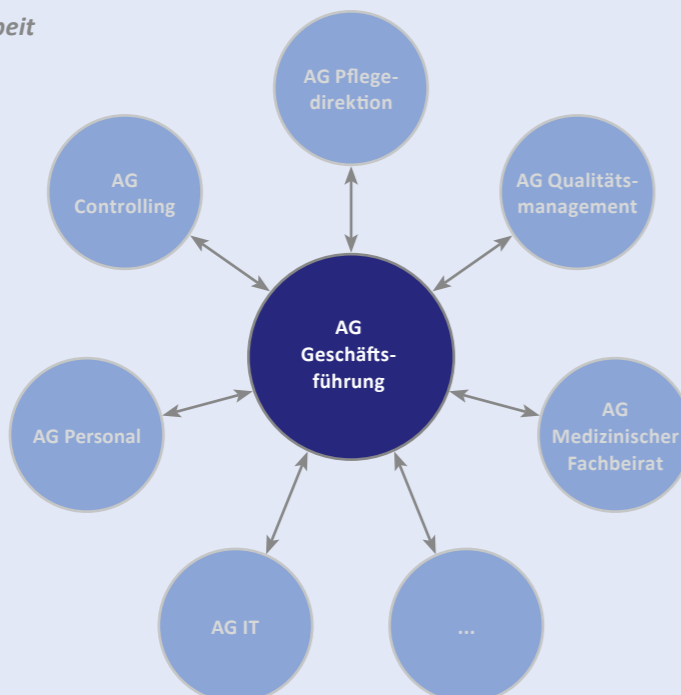 beit
AG Pflege-
direktion
AG
Controlling
AG Qualitäts-
management
AG
Geschäfts-
führung
AG Personal
AG
Medizinischer
Fachbeirat
AG IT
...